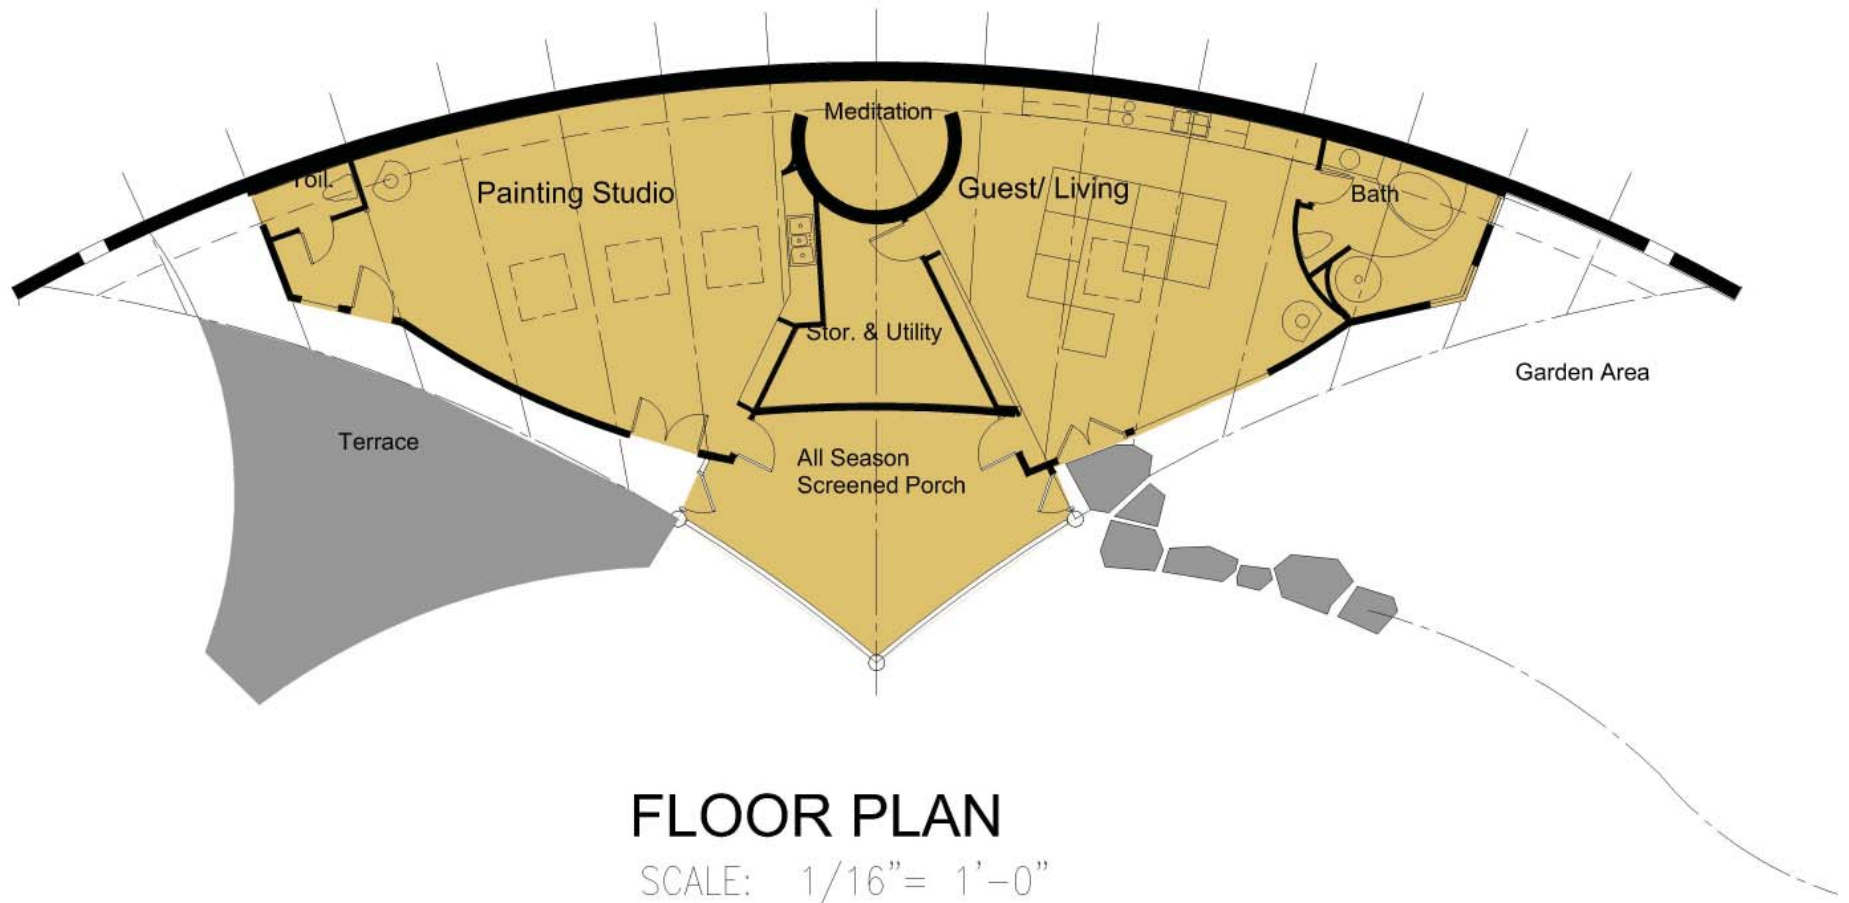 Meditation
Toil.
Painting Studio
Guest/ Living
Bath
Stor. & Utility
Garden Area
Terrace
All Season
Screened Porch
FLOOR PLAN
SCALE: 1/16”= 1’-0”